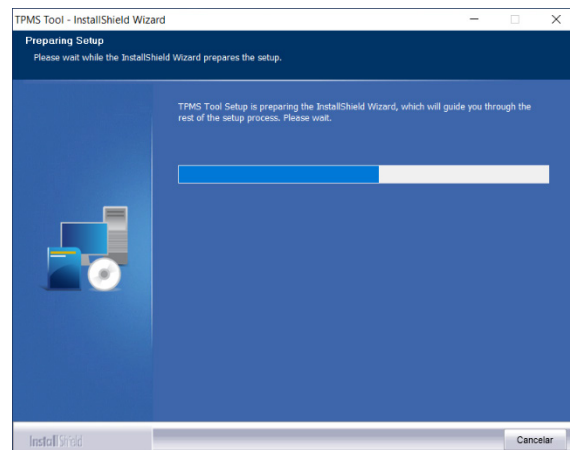 TPMS Tool - InstallShield Wizard
Preparing Setup
Please wait while the InstallShield Wizard prepares the setup.
TPMS Tool Setup is preparing the InstallShield Wizard, which will guide you through the
rest of the setup process. Please wait.
InstallShield
Cancelar